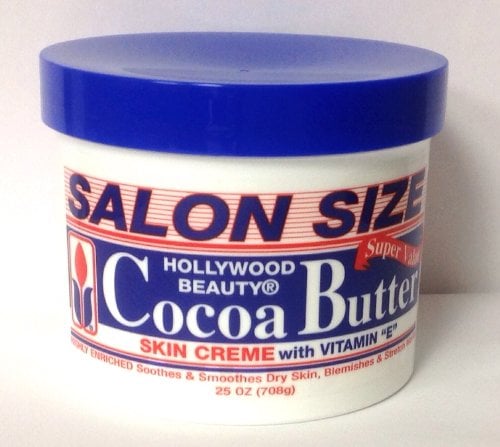 SALON SIZE
Super Value
HOLLYWOOD
BEAUTY®
Cocoa Butter
SKIN CREME with VITAMIN "E"
ENRICHED Soothes & Smoothes Dry Skin, Blemishes & Stretch
25 OZ (708g)